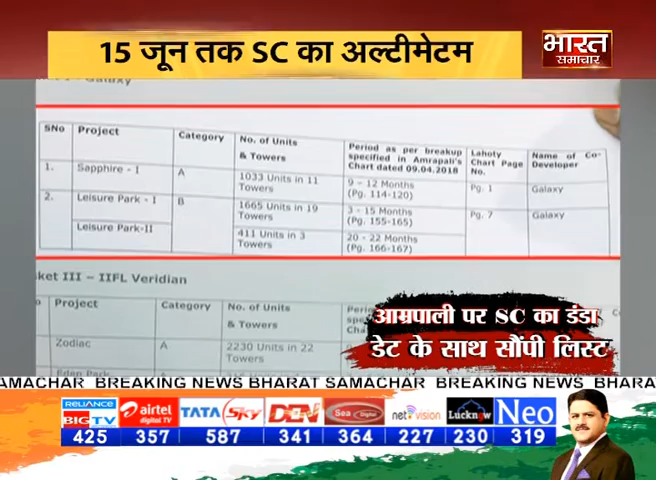 15 जून तक SC का अल्टीमेटम
भारत
समाचार
Galaxy
SNo Project Category No. of Units & Towers Period as per breakup specified in Amrapali's Chart dated 09.04.2018 Lahoty Chart Page No. Name of Co-Developer
1. Sapphire - I A 1033 Units in 11 Towers 9 - 12 Months (Pg. 114-120) Pg. 1 Galaxy
2. Leisure Park - I B 1665 Units in 19 Towers 3 - 15 Months (Pg. 155-165) Pg. 7 Galaxy
Leisure Park-II 411 Units in 3 Towers 20 - 22 Months (Pg. 166-167)
ket III – IIFL Veridian
Project Category No. of Units & Towers
Zodiac A 2230 Units in 22
Eden Park
आम्रपाली पर SC का डंडा
डेट के साथ सौंपी लिस्ट
AMACHAR BREAKING NEWS BHARAT SAMACHAR BREAKING NEWS BHARA
RELIANCE BIG TV airtel digital TV TATA SKY DEN Sea Digital net vision Lucknow Neo
425 357 587 341 364 227 230 319